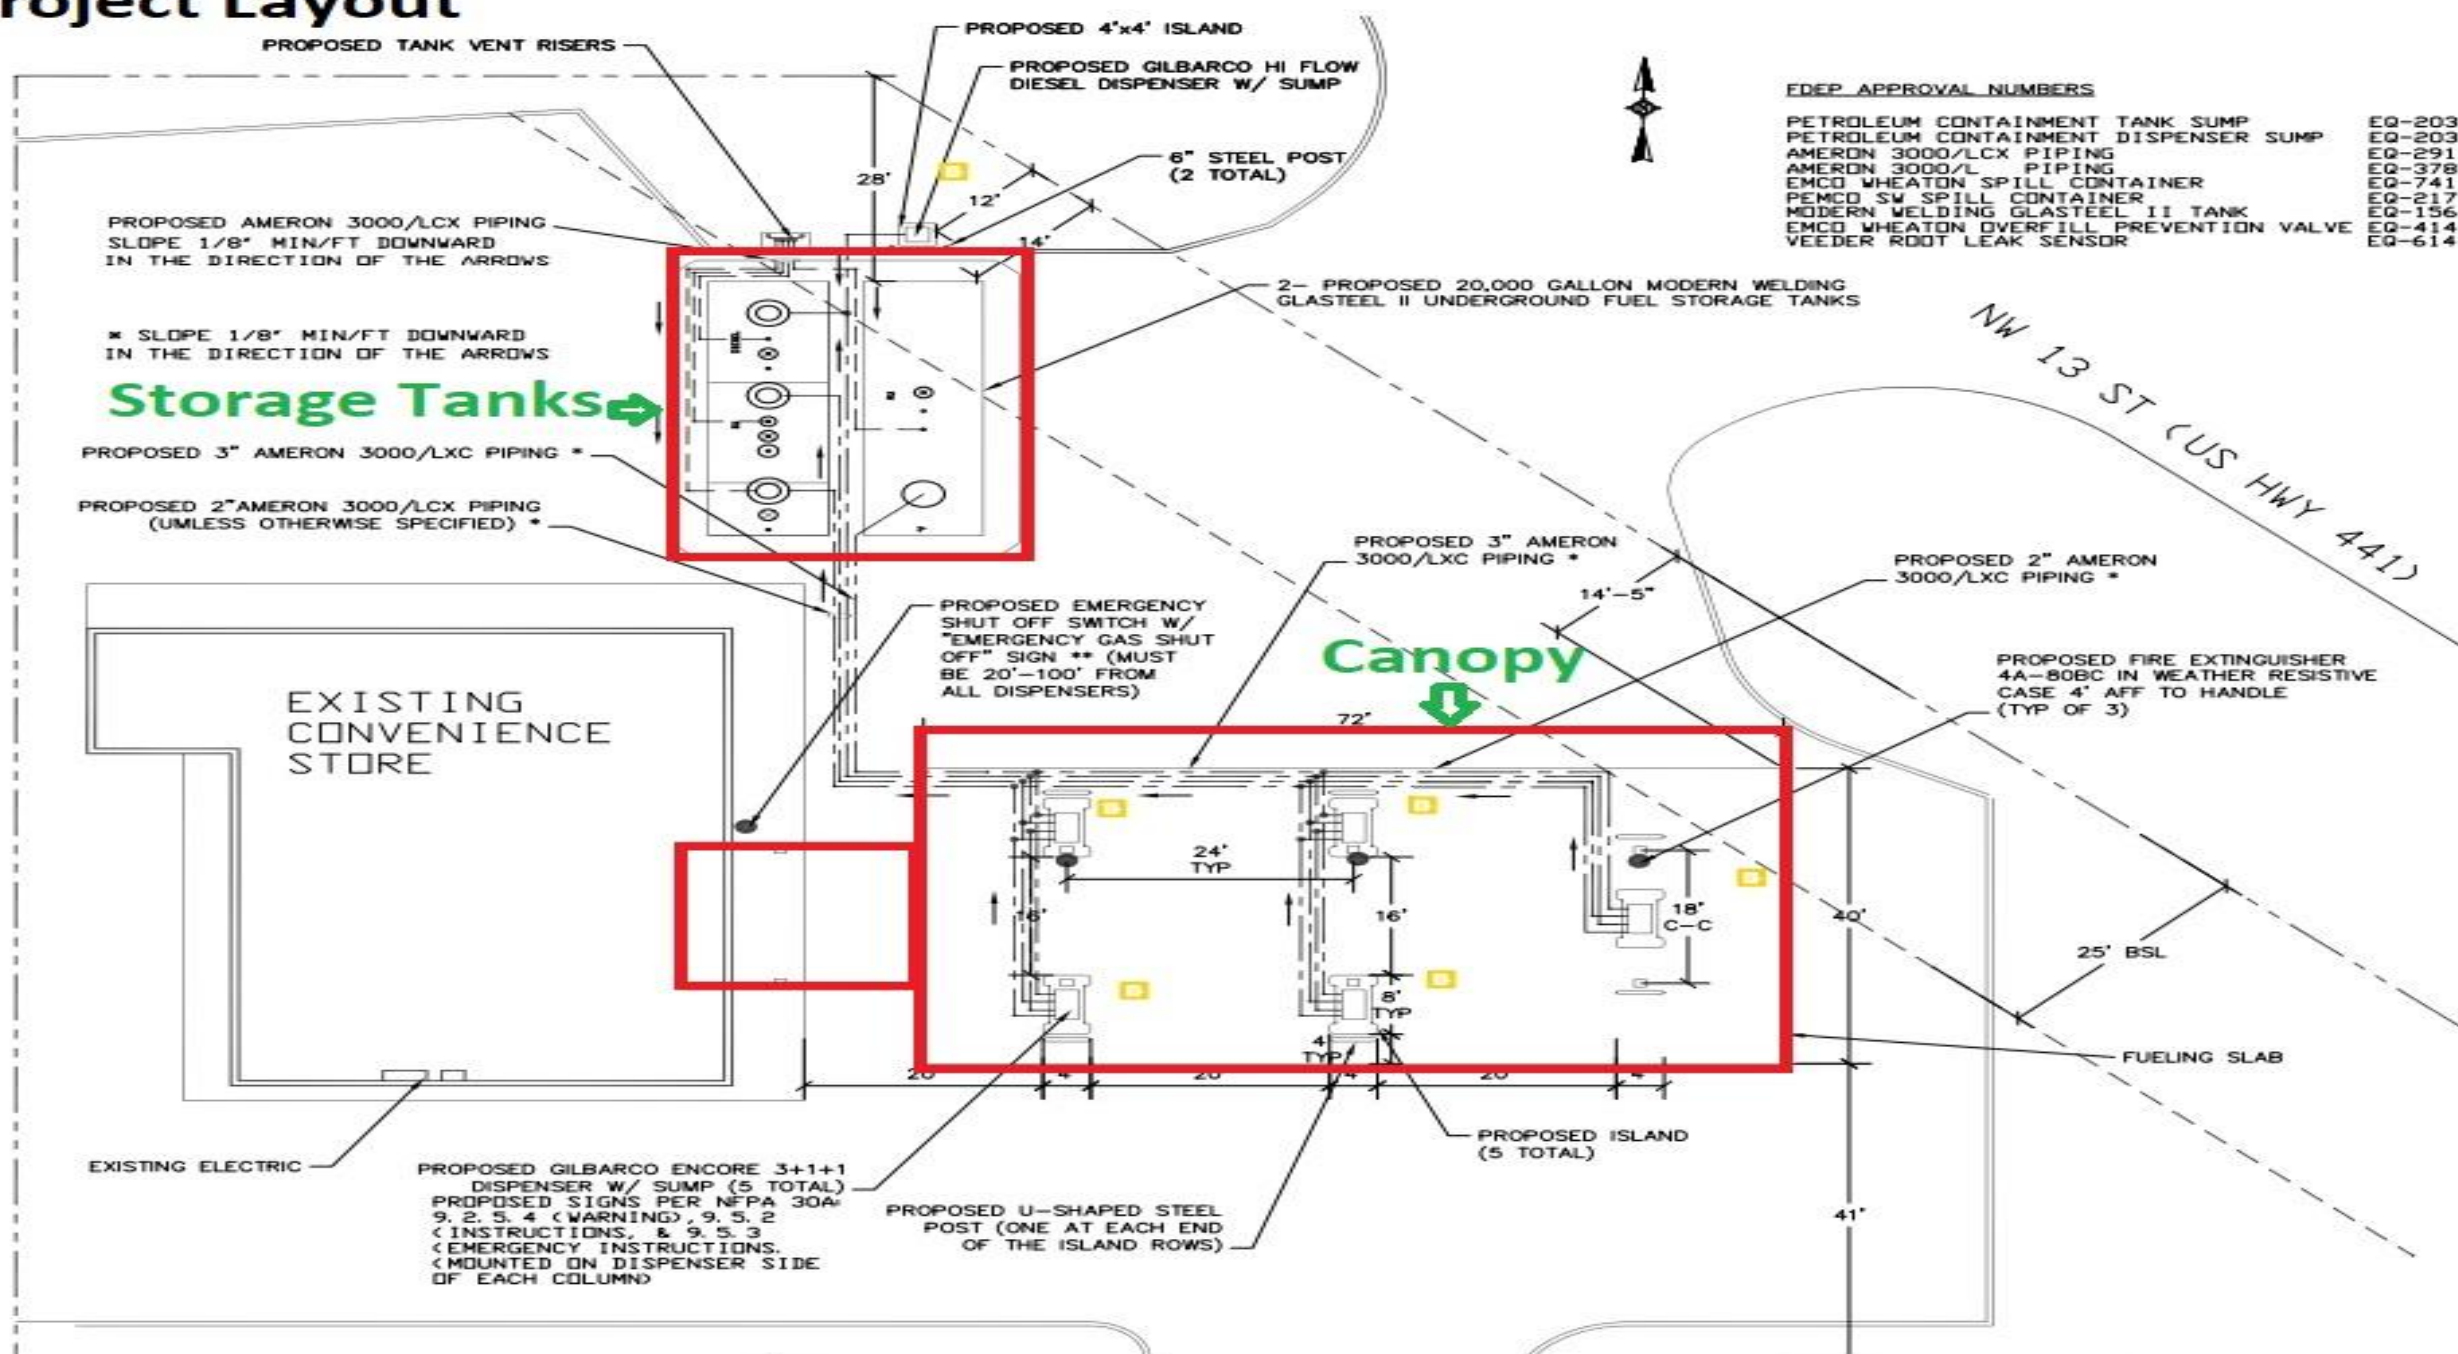 roject Layout
PROPOSED TANK VENT RISERS
PROPOSED 4'x4' ISLAND
PROPOSED GILBARCO HI FLOW
DIESEL DISPENSER W/ SUMP
6" STEEL POST
(2 TOTAL)
28'
12'
14'
FDEP APPROVAL NUMBERS
PETROLEUM CONTAINMENT TANK SUMP EQ-203
PETROLEUM CONTAINMENT DISPENSER SUMP EQ-203
AMERON 3000/LCX PIPING EQ-291
AMERON 3000/L PIPING EQ-378
EMCO WHEATON SPILL CONTAINER EQ-741
PEMCO SW SPILL CONTAINER EQ-217
MODERN WELDING GLASTEEL II TANK EQ-156
EMCO WHEATON OVERFILL PREVENTION VALVE EQ-414
VEEDER ROOT LEAK SENSOR EQ-614
PROPOSED AMERON 3000/LCX PIPING
SLOPE 1/8" MIN/FT DOWNWARD
IN THE DIRECTION OF THE ARROWS
* SLOPE 1/8" MIN/FT DOWNWARD
IN THE DIRECTION OF THE ARROWS
2- PROPOSED 20,000 GALLON MODERN WELDING
GLASTEEL II UNDERGROUND FUEL STORAGE TANKS
NW 13 ST (US HWY 441)
Storage Tanks
PROPOSED 3" AMERON 3000/LXC PIPING *
PROPOSED 2"AMERON 3000/LCX PIPING
(UMLESS OTHERWISE SPECIFIED) *
PROPOSED 3" AMERON
3000/LXC PIPING *
PROPOSED 2" AMERON
3000/LXC PIPING *
14'-5"
PROPOSED EMERGENCY
SHUT OFF SWITCH W/
"EMERGENCY GAS SHUT
OFF" SIGN ** (MUST
BE 20'-100' FROM
ALL DISPENSERS)
Canopy
PROPOSED FIRE EXTINGUISHER
4A-80BC IN WEATHER RESISTIVE
CASE 4' AFF TO HANDLE
(TYP OF 3)
EXISTING
CONVENIENCE
STORE
72'
24'
TYP
16'
16'
18'
C-C
40'
25' BSL
8'
TYP
4'
TYP
FUELING SLAB
20' 4' 20' 4' 20' 4'
PROPOSED ISLAND
(5 TOTAL)
EXISTING ELECTRIC
PROPOSED GILBARCO ENCORE 3+1+1
DISPENSER W/ SUMP (5 TOTAL)
PROPOSED SIGNS PER NFPA 30A:
9.2.5.4 (WARNING), 9.5.2
(INSTRUCTIONS, & 9.5.3
(EMERGENCY INSTRUCTIONS.
(MOUNTED ON DISPENSER SIDE
OF EACH COLUMN)
PROPOSED U-SHAPED STEEL
POST (ONE AT EACH END
OF THE ISLAND ROWS)
41'